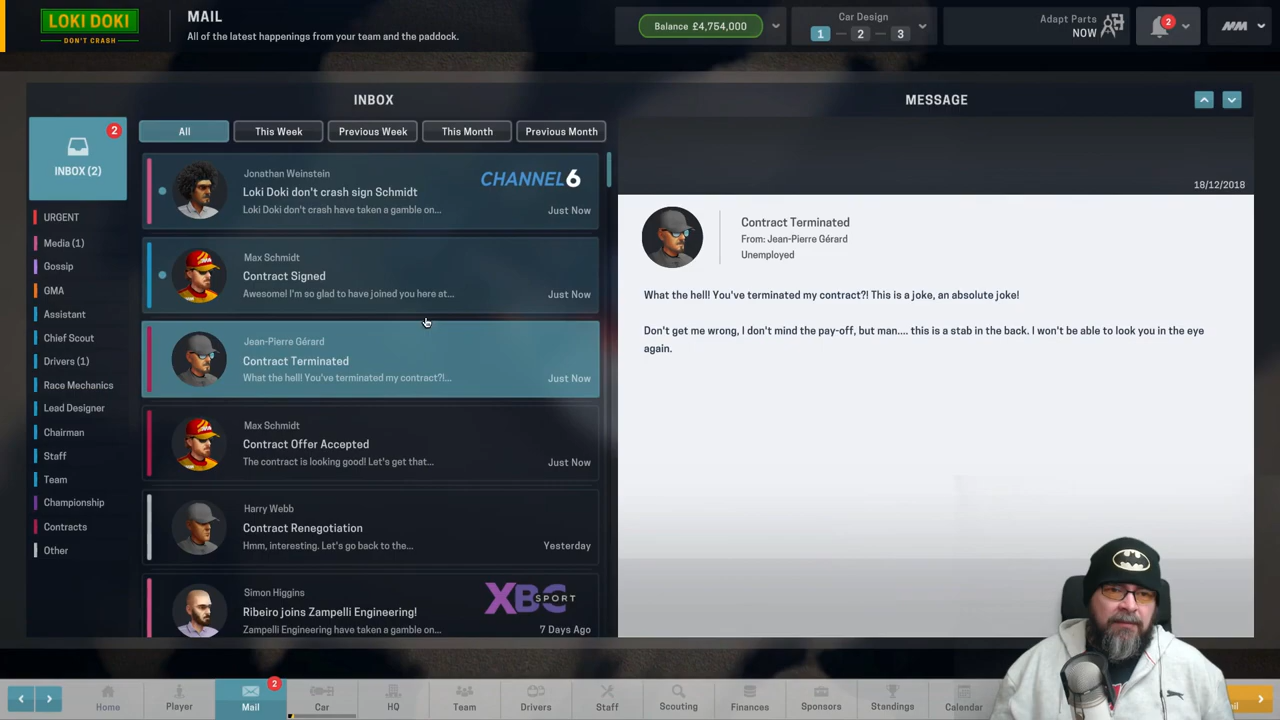 LOKI DOKI
DON'T CRASH
MAIL
All of the latest happenings from your team and the paddock.
Balance £4,754,000
Car Design
1 2 3
Adapt Parts
NOW
2
INBOX
MESSAGE
2
INBOX (2)
All
This Week
Previous Week
This Month
Previous Month
URGENT
Media (1)
Gossip
GMA
Assistant
Chief Scout
Drivers (1)
Race Mechanics
Lead Designer
Chairman
Staff
Team
Championship
Contracts
Other
Jonathan Weinstein
Loki Doki don't crash sign Schmidt
Loki Doki don't crash have taken a gamble on...
CHANNEL6
Just Now
Max Schmidt
Contract Signed
Awesome! I'm so glad to have joined you here at...
Just Now
Jean-Pierre Gérard
Contract Terminated
What the hell! You've terminated my contract?!...
Just Now
Max Schmidt
Contract Offer Accepted
The contract is looking good! Let's get that...
Just Now
Harry Webb
Contract Renegotiation
Hmm, interesting. Let's go back to the...
Yesterday
Simon Higgins
Ribeiro joins Zampelli Engineering!
Zampelli Engineering have taken a gamble on...
XBC SPORT
7 Days Ago
18/12/2018
Contract Terminated
From: Jean-Pierre Gérard
Unemployed
What the hell! You've terminated my contract?! This is a joke, an absolute joke!
Don't get me wrong, I don't mind the pay-off, but man.... this is a stab in the back. I won't be able to look you in the eye
again.
Home
Player
Mail
2
Car
HQ
Team
Drivers
Staff
Scouting
Finances
Sponsors
Standings
Calendar